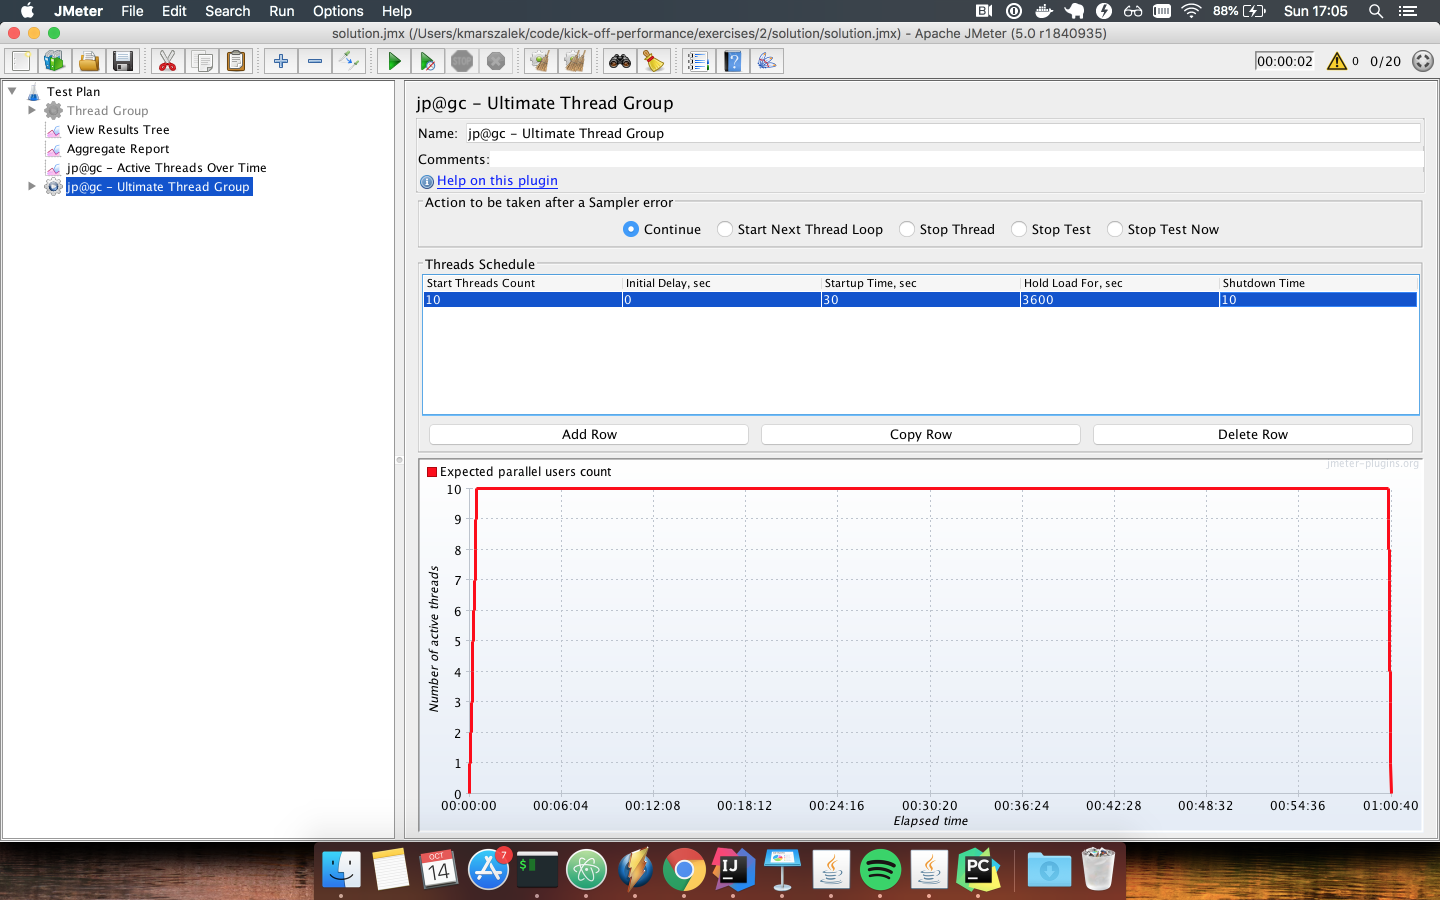 JMeter File Edit Search Run Options Help 88% Sun 17:05
solution.jmx (/Users/kmarszalek/code/kick-off-performance/exercises/2/solution/solution.jmx) - Apache JMeter (5.0 r1840935)
STOP 00:00:02 0 0/20
Test Plan
Thread Group
View Results Tree
Aggregate Report
jp@gc - Active Threads Over Time
jp@gc - Ultimate Thread Group
jp@gc - Ultimate Thread Group
Name: jp@gc - Ultimate Thread Group
Comments:
Help on this plugin
Action to be taken after a Sampler error
Continue Start Next Thread Loop Stop Thread Stop Test Stop Test Now
Threads Schedule
Start Threads Count Initial Delay, sec Startup Time, sec Hold Load For, sec Shutdown Time
10 0 30 3600 10
Add Row Copy Row Delete Row
jmeter-plugins.org
Expected parallel users count
10
9
8
7
6
5
4
3
2
1
0
Number of active threads
00:00:00 00:06:04 00:12:08 00:18:12 00:24:16 00:30:20 00:36:24 00:42:28 00:48:32 00:54:36 01:00:40
Elapsed time
OCT
14
7
$
IJ
PC